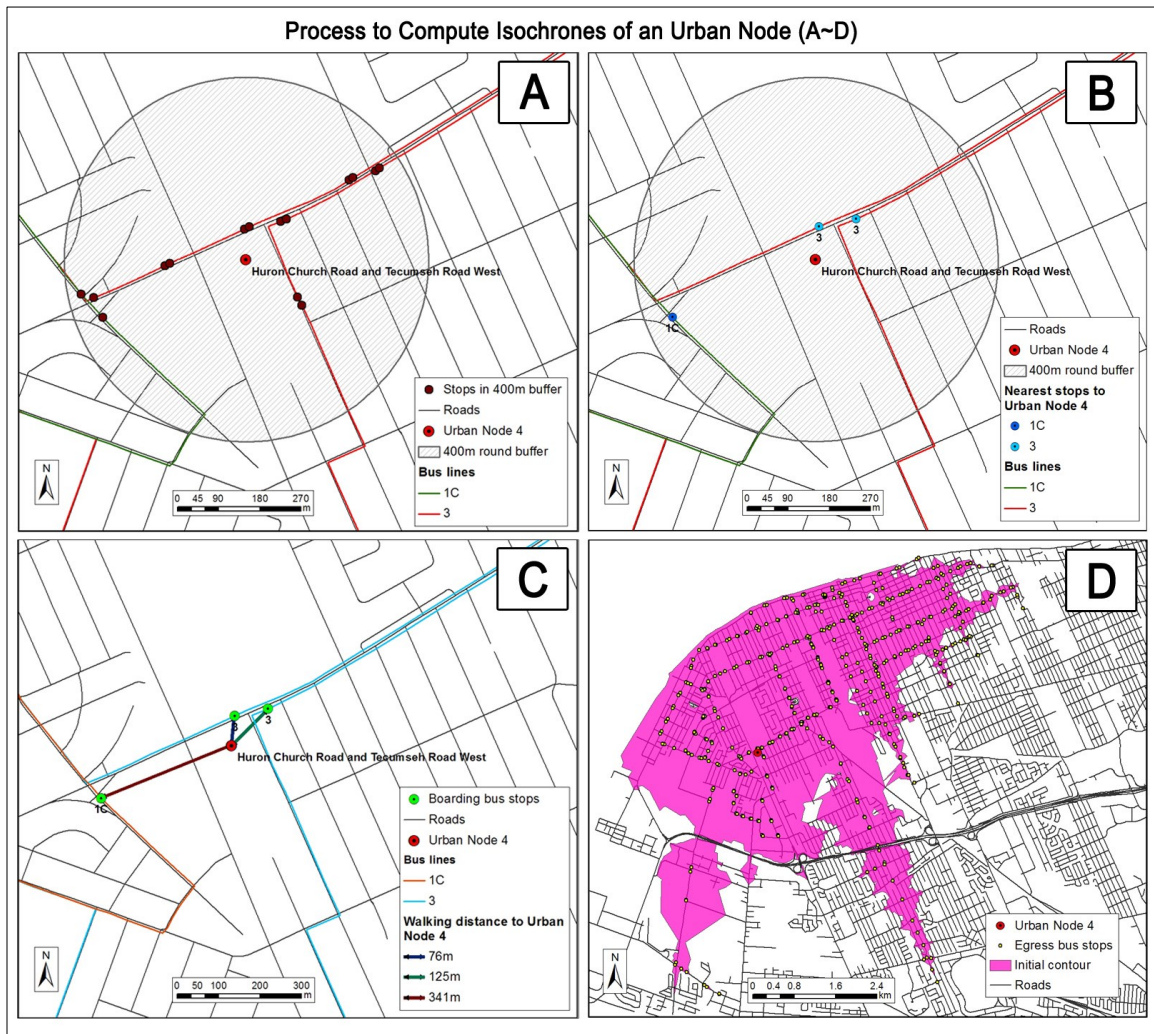 Process to Compute Isochrones of an Urban Node (A~D)
A
Huron Church Road and Tecumseh Road West
Stops in 400m buffer
Roads
Urban Node 4
400m round buffer
Bus lines
1C
3
N
0 45 90 180 270
m
B
3
3
Huron Church Road and Tecumseh Road West
1C
Roads
Urban Node 4
400m round buffer
Nearest stops to
Urban Node 4
1C
3
Bus lines
1C
3
N
0 45 90 180 270
m
C
3
3
Huron Church Road and Tecumseh Road West
1C
Boarding bus stops
Roads
Urban Node 4
Bus lines
1C
3
Walking distance to Urban
Node 4
76m
125m
341m
N
0 50 100 200 300
m
D
Urban Node 4
Egress bus stops
Initial contour
Roads
N
0 0.4 0.8 1.6 2.4
km